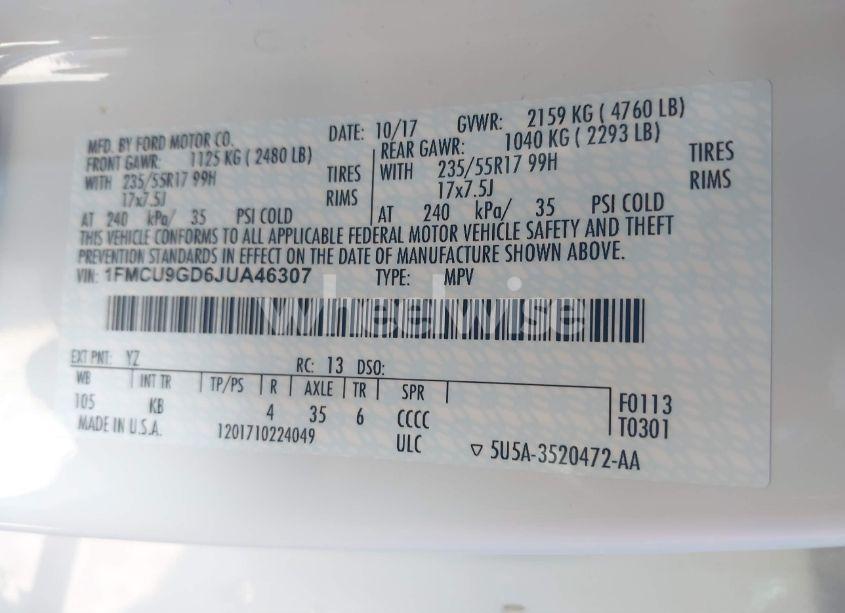 MFD. BY FORD MOTOR CO. DATE: 10/17 GVWR: 2159 KG ( 4760 LB)
FRONT GAWR: 1125 KG ( 2480 LB) REAR GAWR: 1040 KG ( 2293 LB)
WITH 235/55R17 99H TIRES WITH 235/55R17 99H TIRES
17x7.5J RIMS 17x7.5J RIMS
AT 240 kPa/ 35 PSI COLD AT 240 kPa/ 35 PSI COLD
THIS VEHICLE CONFORMS TO ALL APPLICABLE FEDERAL MOTOR VEHICLE SAFETY AND THEFT
PREVENTION STANDARDS IN EFFECT ON THE DATE OF MANUFACTURE SHOWN ABOVE.
VIN: 1FMCU9GD6JUA46307 TYPE: MPV
wheelwise
EXT PNT: YZ RC: 13 DSO:
WB INT TR TP/PS R AXLE TR SPR
105 KB 4 35 6 CCCC F0113
MADE IN U.S.A. 1201710224049 ULC T0301
5U5A-3520472-AA